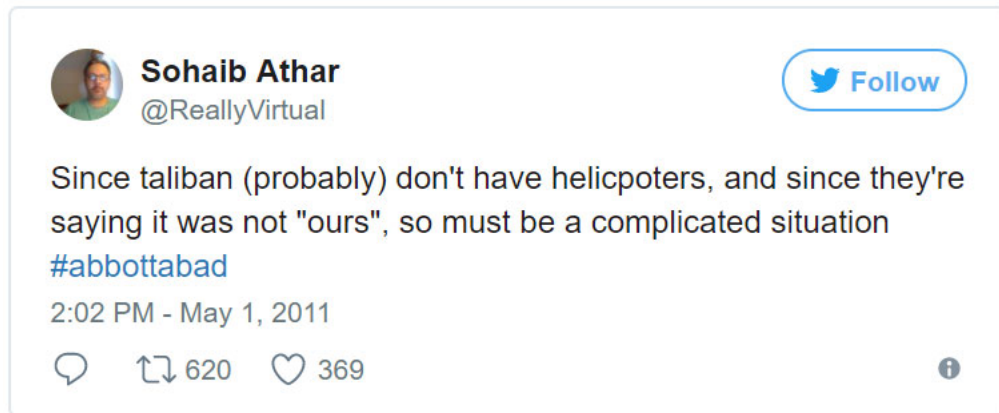 Sohaib Athar
@ReallyVirtual
Follow
Since taliban (probably) don't have helicpoters, and since they're
saying it was not "ours", so must be a complicated situation
#abbottabad
2:02 PM - May 1, 2011
620 369